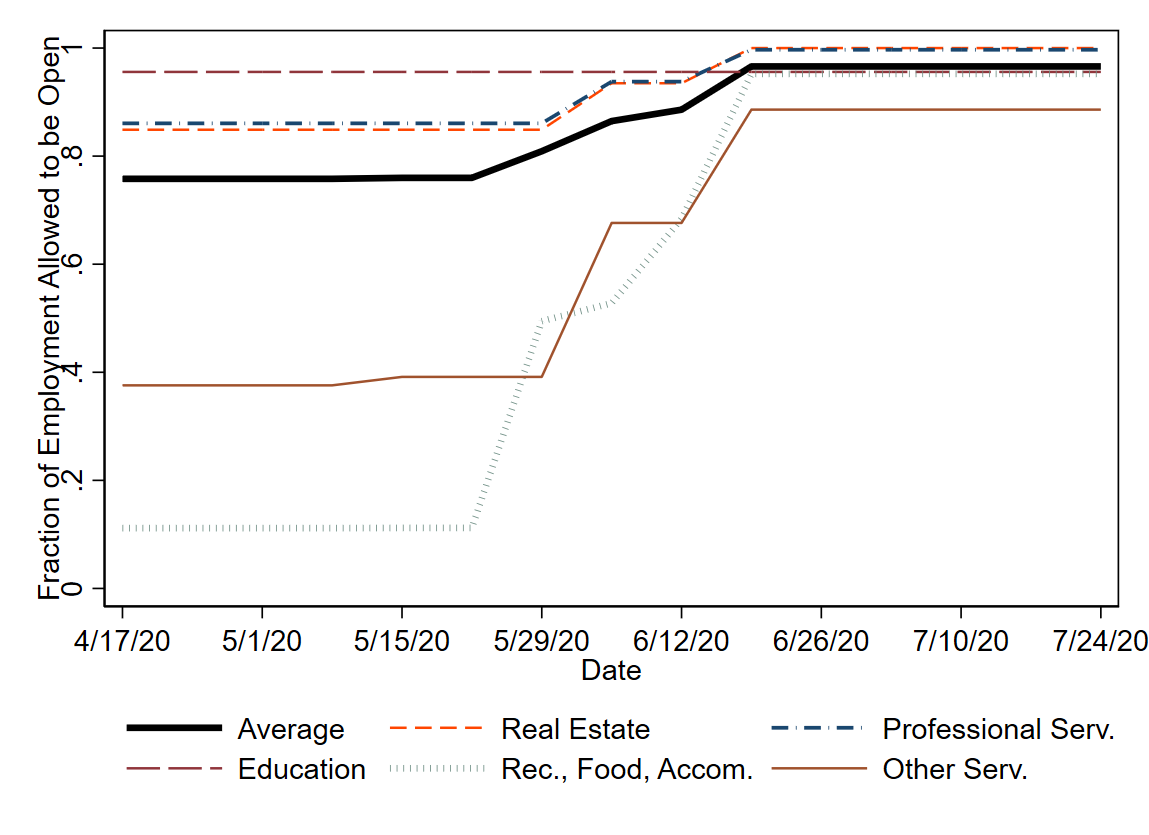 Fraction of Employment Allowed to be Open
1
.8
.6
.4
.2
0
4/17/20 5/1/20 5/15/20 5/29/20 6/12/20 6/26/20 7/10/20 7/24/20
Date
Average Real Estate Professional Serv.
Education Rec., Food, Accom. Other Serv.